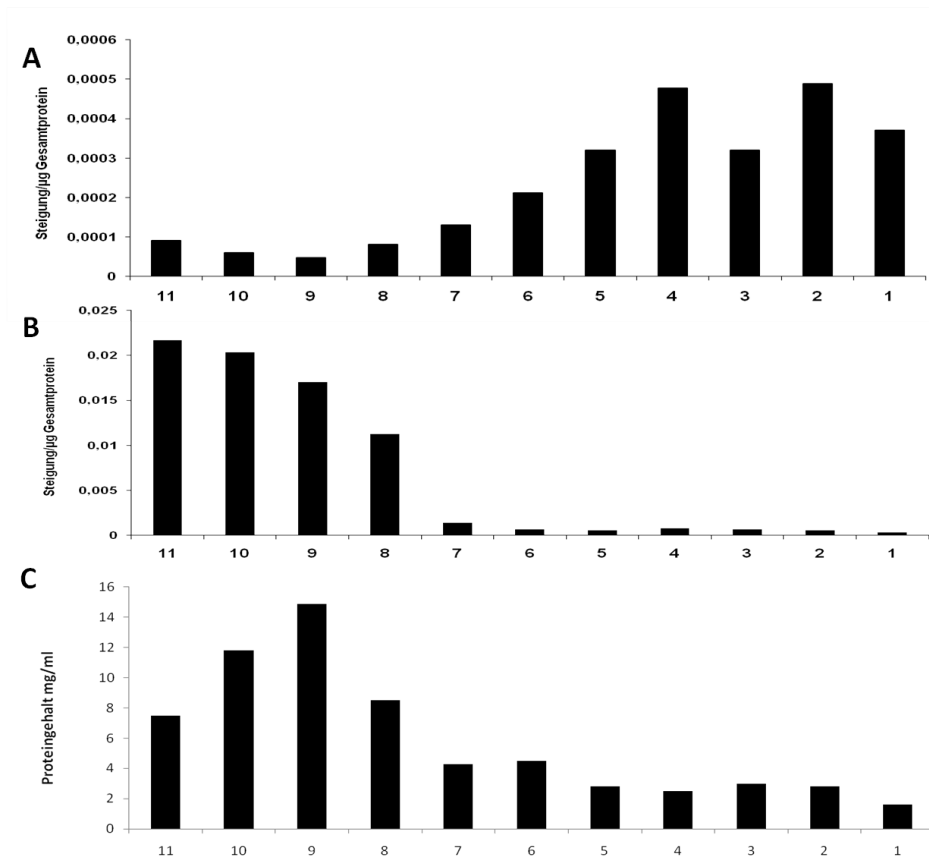 A
Steigung/µg Gesamtprotein
0,0006
0,0005
0,0004
0,0003
0,0002
0,0001
0
11 10 9 8 7 6 5 4 3 2 1
B
Steigung/µg Gesamtprotein
0,025
0,02
0,015
0,01
0,005
0
11 10 9 8 7 6 5 4 3 2 1
C
Proteingehalt mg/ml
16
14
12
10
8
6
4
2
0
11 10 9 8 7 6 5 4 3 2 1